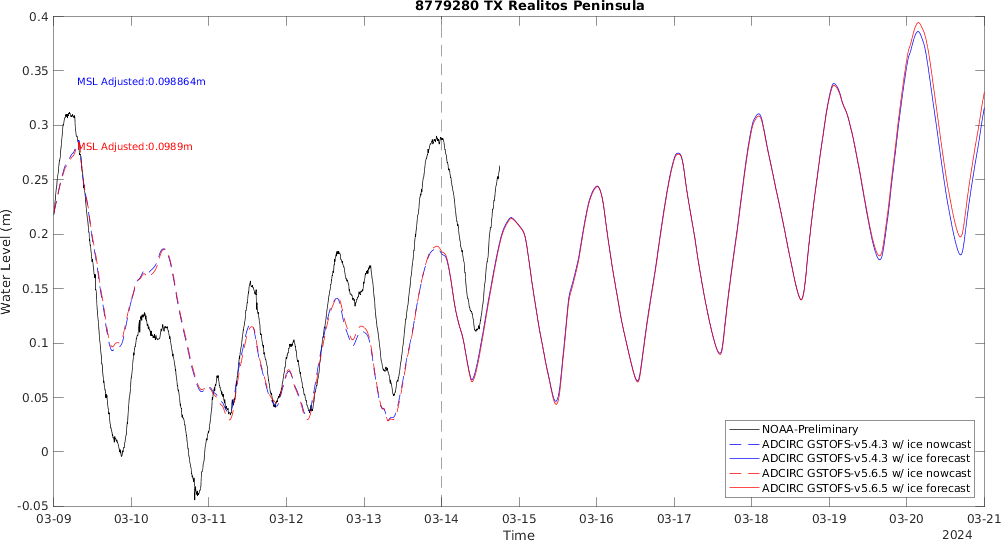 8779280 TX Realitos Peninsula
0.4
0.35
0.3
0.25
0.2
0.15
0.1
0.05
0
-0.05
Water Level (m)
MSL Adjusted:0.098864m
MSL Adjusted:0.0989m
NOAA-Preliminary
ADCIRC GSTOFS-v5.4.3 w/ ice nowcast
ADCIRC GSTOFS-v5.4.3 w/ ice forecast
ADCIRC GSTOFS-v5.6.5 w/ ice nowcast
ADCIRC GSTOFS-v5.6.5 w/ ice forecast
03-09 03-10 03-11 03-12 03-13 03-14 03-15 03-16 03-17 03-18 03-19 03-20 03-21
Time
2024